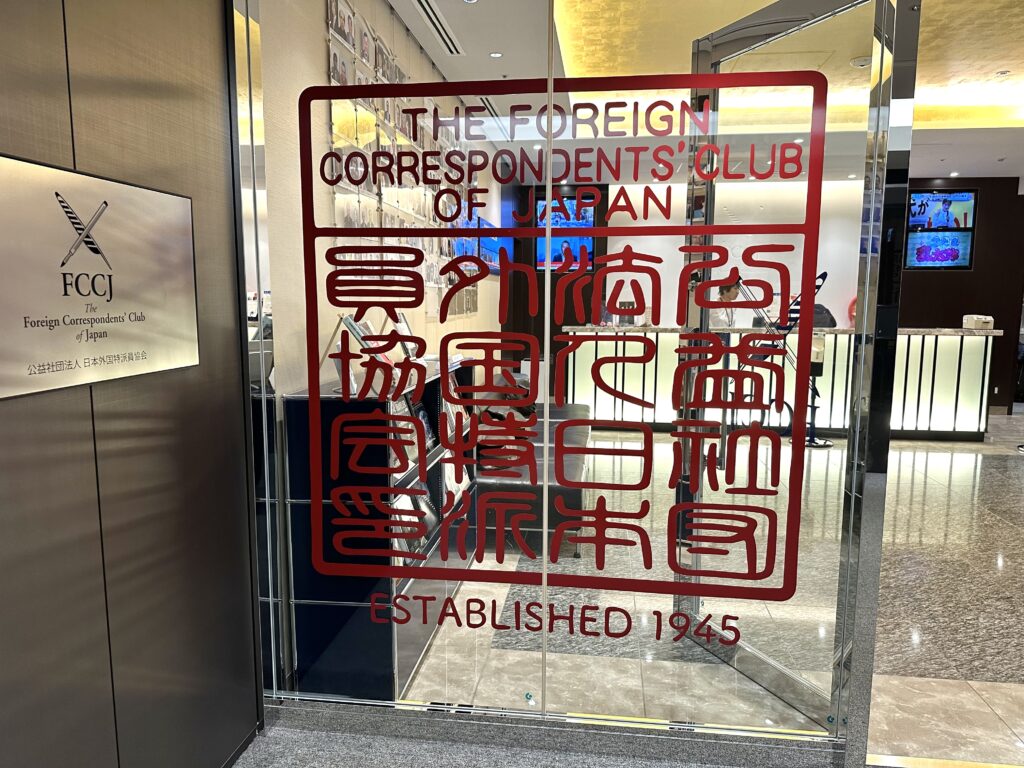 FCCJ
The
Foreign Correspondents' Club
of Japan
公益社団法人 日本外国特派員協会
THE FOREIGN
CORRESPONDENTS' CLUB
OF JAPAN
公益社団
法人日本
外国特派
員協会印
ESTABLISHED 1945